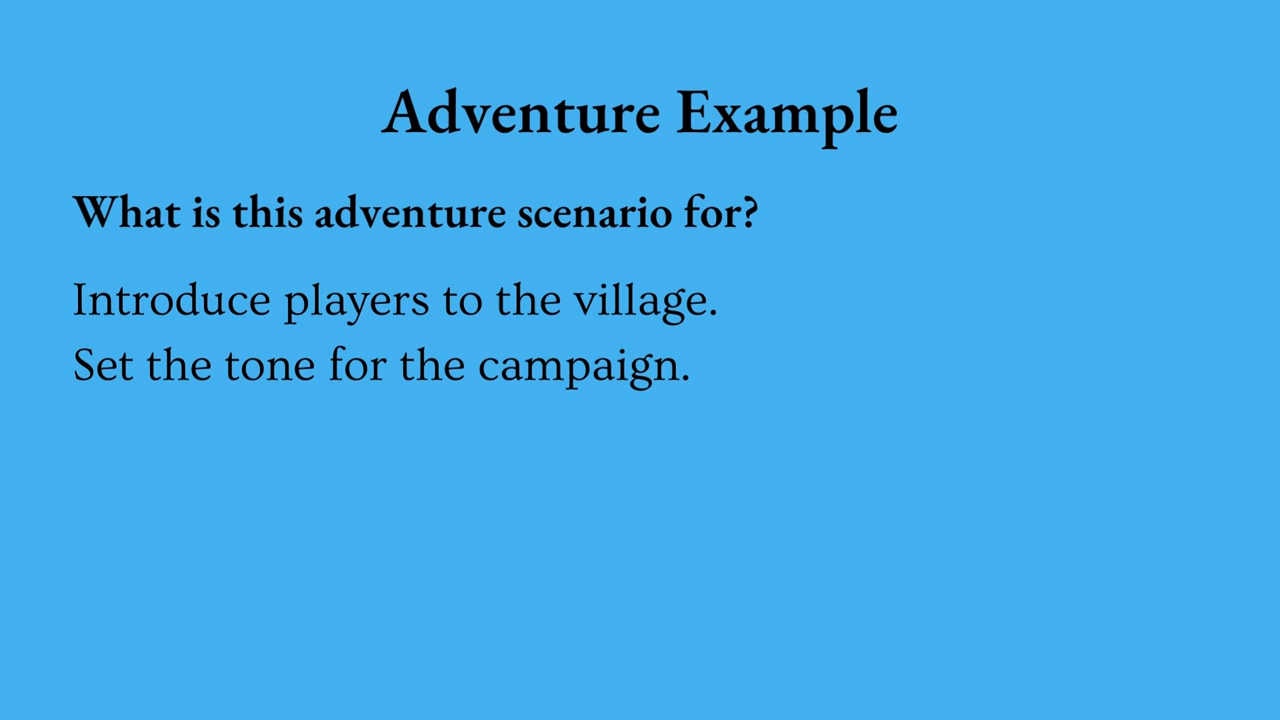 Adventure Example
What is this adventure scenario for?
Introduce players to the village.
Set the tone for the campaign.